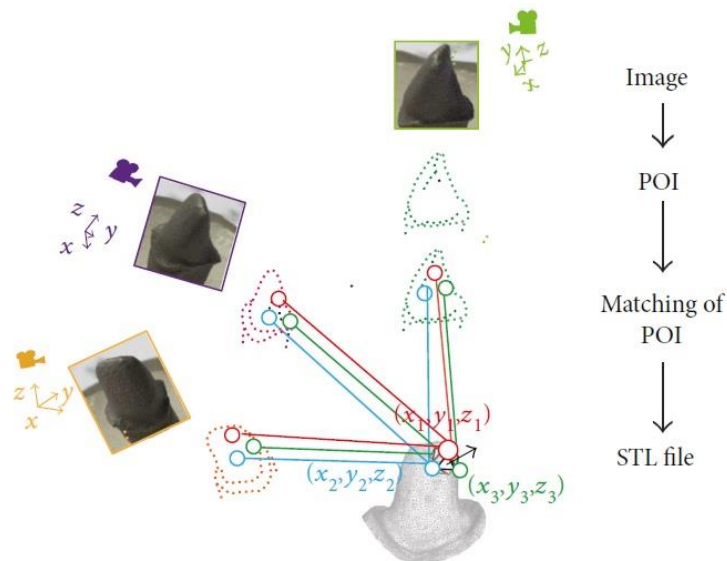 y z
x
Image
z
x y
POI
Matching of
POI
z y
x
(x₁,y₁,z₁)
(x₂,y₂,z₂)
(x₃,y₃,z₃)
STL file